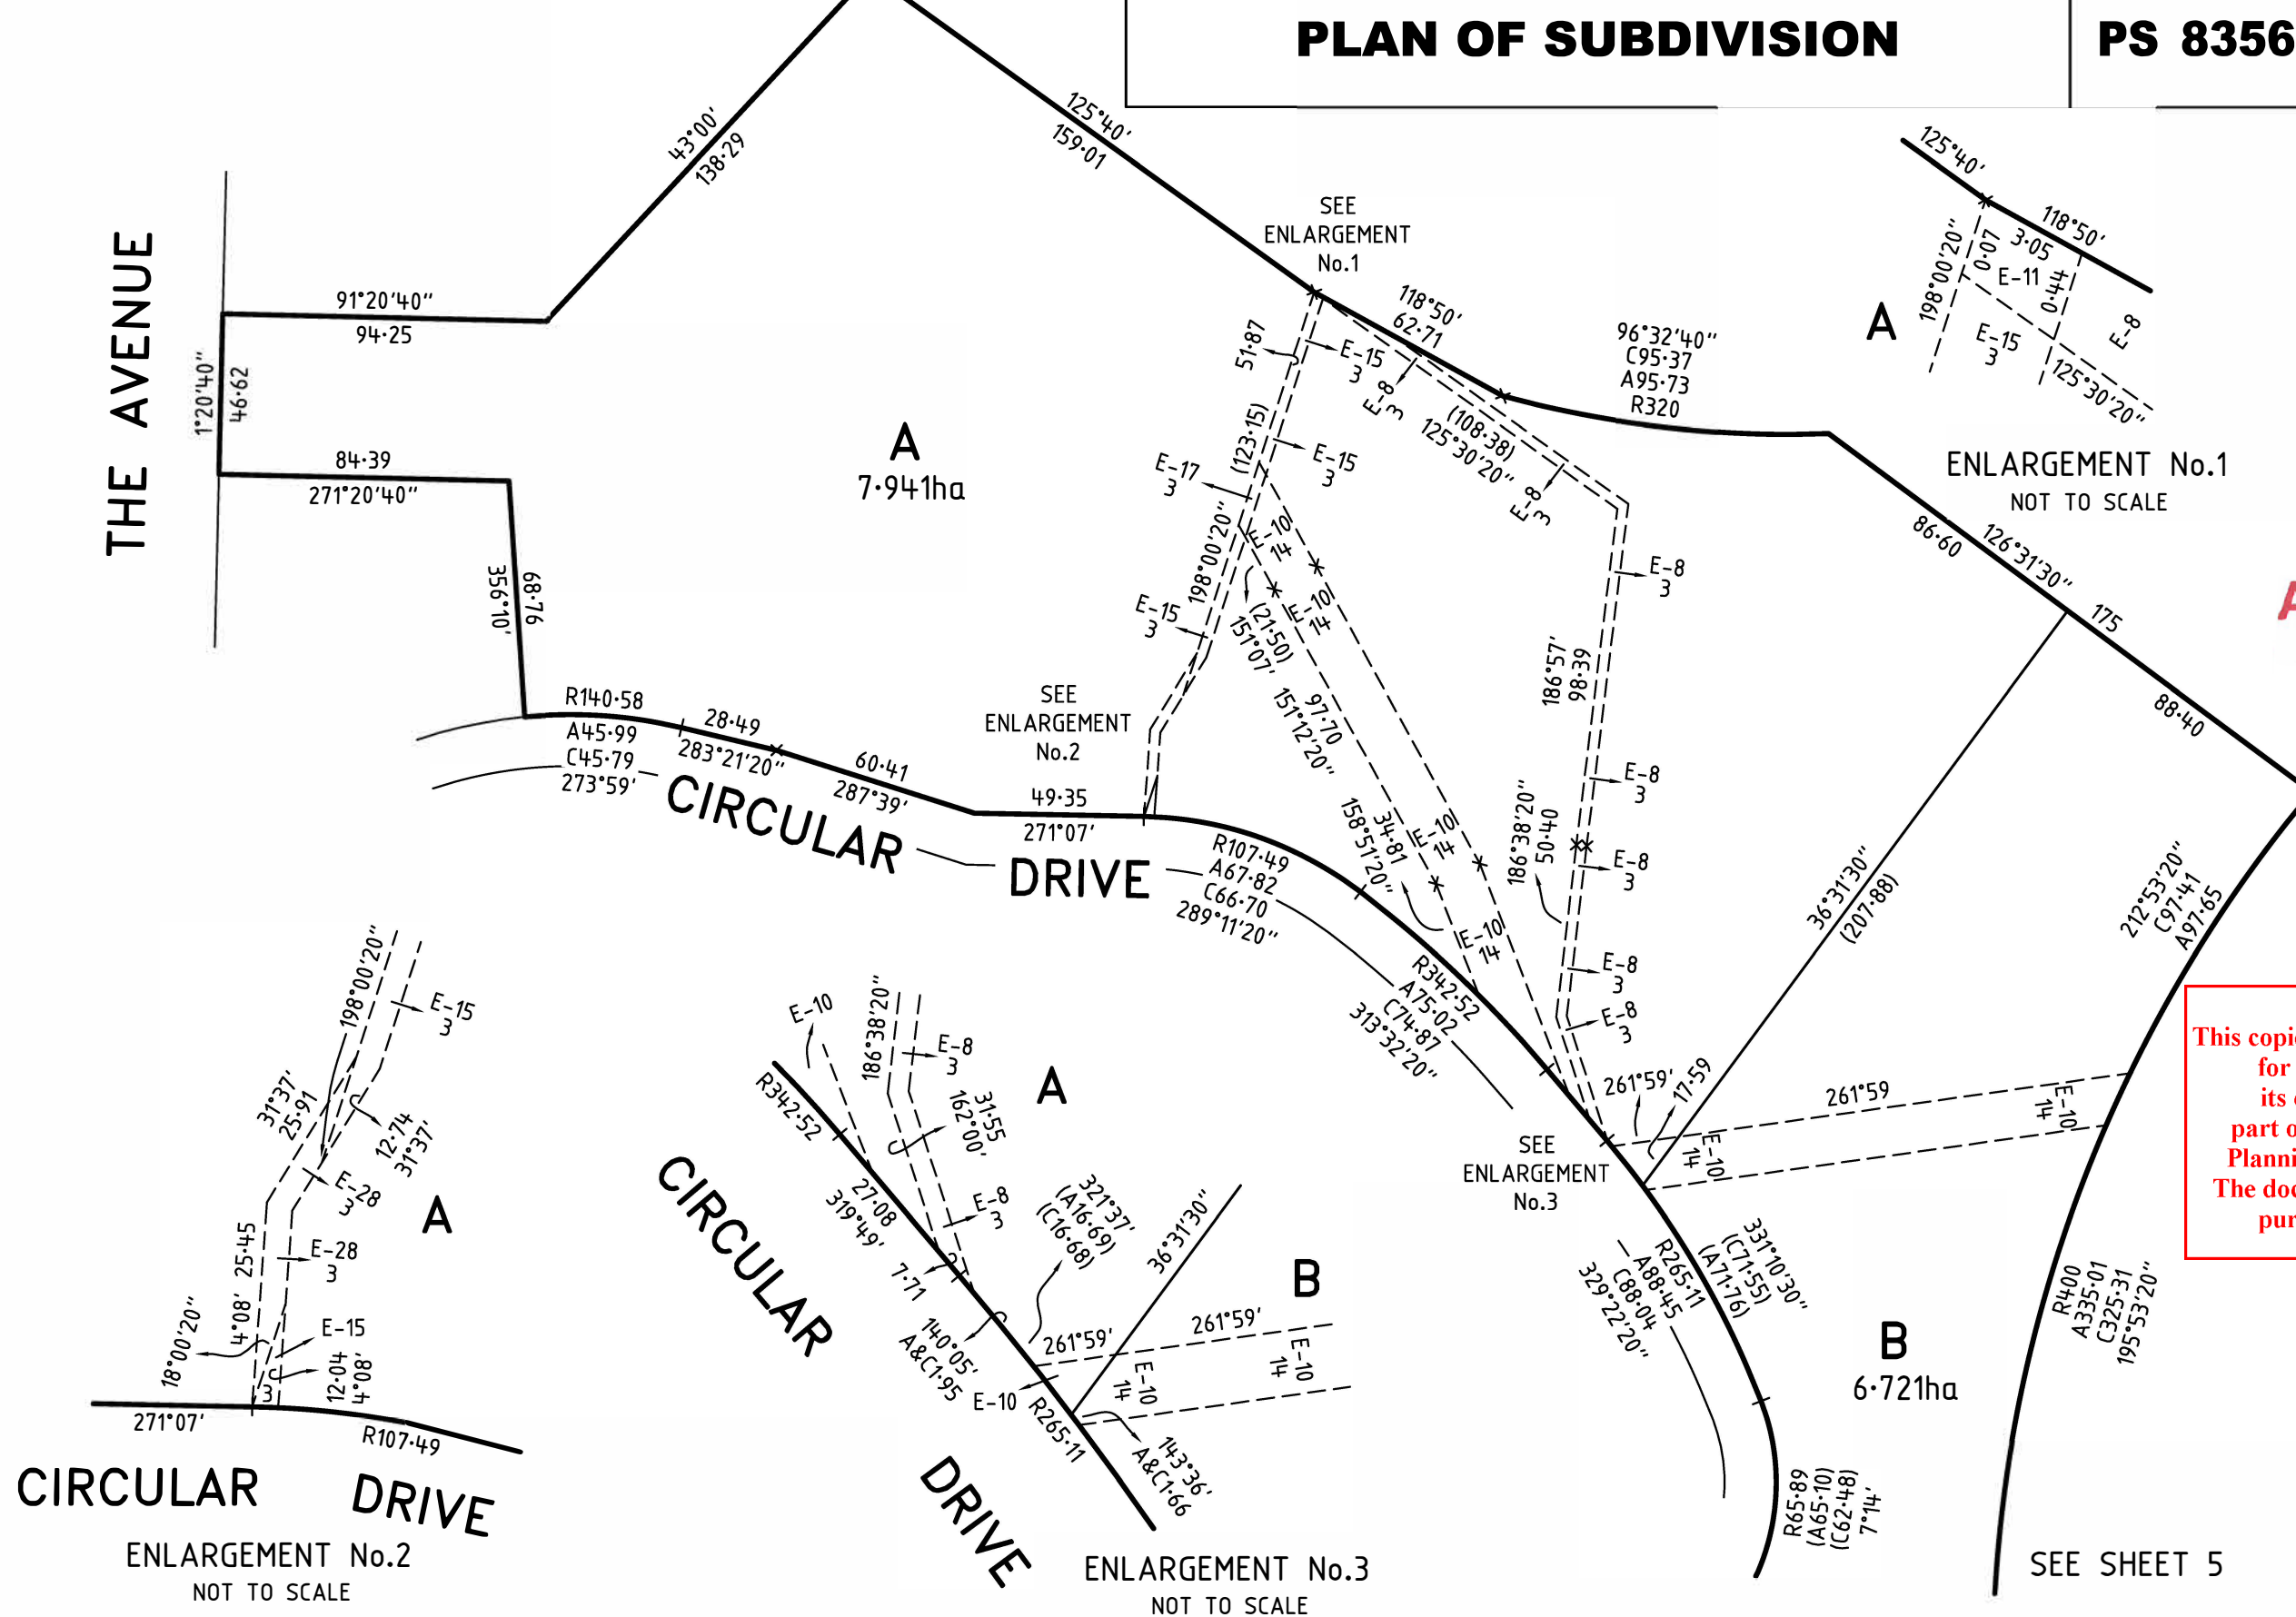 PLAN OF SUBDIVISION
PS 8356
THE AVENUE
43°00'
138·29
125°40'
159·01
91°20'40"
94·25
1°20'40"
46·62
84·39
271°20'40"
356°10'
68·76
A
7·941ha
SEE
ENLARGEMENT
No.1
118°50'
62·71
96°32'40"
C95·37
A95·73
R320
51·87
E-15
3
E-8
3
(108·38)
125°30'20"
E-8
3
(123·15)
E-15
3
E-17
3
198°00'20"
E-10
14
E-10
14
E-15
3
(21·50)
151°07'
97·70
151°12'20"
E-8
3
186°57'
98·39
E-8
3
186°38'20"
50·40
E-8
3
E-8
3
E-8
3
34·81
158°51'20"
E-10
14
E-10
14
86·60
126°31'30"
175
88·40
36°31'30"
(207·88)
212°53'20"
C97·41
A97·65
R140·58
A45·99
C45·79
273°59'
28·49
283°21'20"
60·41
287°39'
49·35
271°07'
SEE
ENLARGEMENT
No.2
CIRCULAR
DRIVE
R107·49
A67·82
C66·70
289°11'20"
R342·52
A75·02
C74·87
313°32'20"
SEE
ENLARGEMENT
No.3
261°59'
17·59
261°59
E-10
14
E-10
14
331°10'30"
(C71·55)
(A71·76)
R265·11
A88·45
C88·04
329°22'20"
R65·89
(A65·10)
(C62·48)
7°14'
B
6·721ha
R400
A335·01
C325·31
195°53'20"
SEE SHEET 5
125°40'
118°50'
3·05
198°00'20"
0·07
E-11
0·44
E-15
3
E-8
125°30'20"
A
ENLARGEMENT No.1
NOT TO SCALE
198°00'20"
E-15
3
31°37'
25·91
12·74
31°37'
E-28
3
A
25·45
4°08'
E-28
3
18°00'20"
E-15
12·04
4°08'
3
271°07'
R107·49
CIRCULAR
DRIVE
ENLARGEMENT No.2
NOT TO SCALE
E-10
186°38'20"
E-8
3
A
R342·52
31·55
162°00'
E-8
3
27·08
319°49'
7·71
321°37'
(A16·69)
(C16·68)
36°31'30"
B
140°05'
A&C1·95
261°59'
261°59'
E-10
14
E-10
14
E-10
R265·11
143°36'
A&C1·66
CIRCULAR
DRIVE
ENLARGEMENT No.3
NOT TO SCALE
This copi
for
its
part o
Planni
The doc
pur